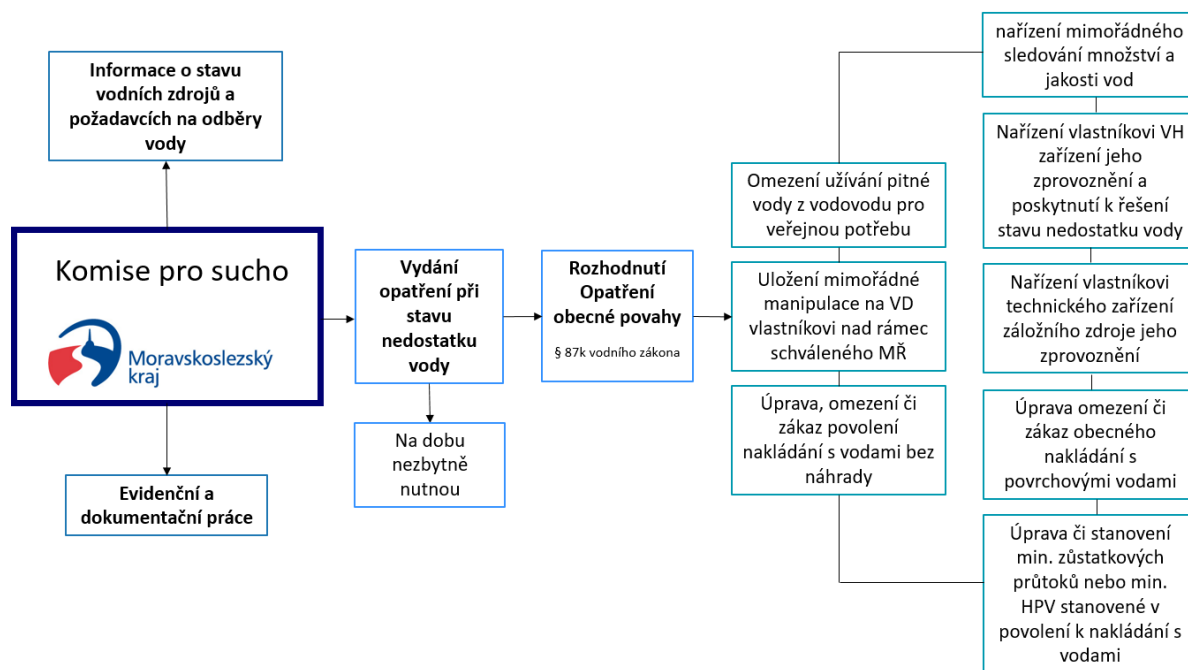 Informace o stavu
vodních zdrojů a
požadavcích na odběry
vody
Komise pro sucho
Moravskoslezský
kraj
Evidenční a
dokumentační práce
Vydání
opatření při
stavu
nedostatku
vody
Na dobu
nezbytně
nutnou
Rozhodnutí
Opatření
obecné povahy
§ 87k vodního zákona
Omezení užívání pitné
vody z vodovodu pro
veřejnou potřebu
Uložení mimořádné
manipulace na VD
vlastníkovi nad rámec
schváleného MŘ
Úprava, omezení či
zákaz povolení
nakládání s vodami bez
náhrady
nařízení mimořádného
sledování množství a
jakosti vod
Nařízení vlastníkovi VH
zařízení jeho
zprovoznění a
poskytnutí k řešení
stavu nedostatku vody
Nařízení vlastníkovi
technického zařízení
záložního zdroje jeho
zprovoznění
Úprava omezení či
zákaz obecného
nakládání s
povrchovými vodami
Úprava či stanovení
min. zůstatkových
průtoků nebo min.
HPV stanovené v
povolení k nakládání s
vodami